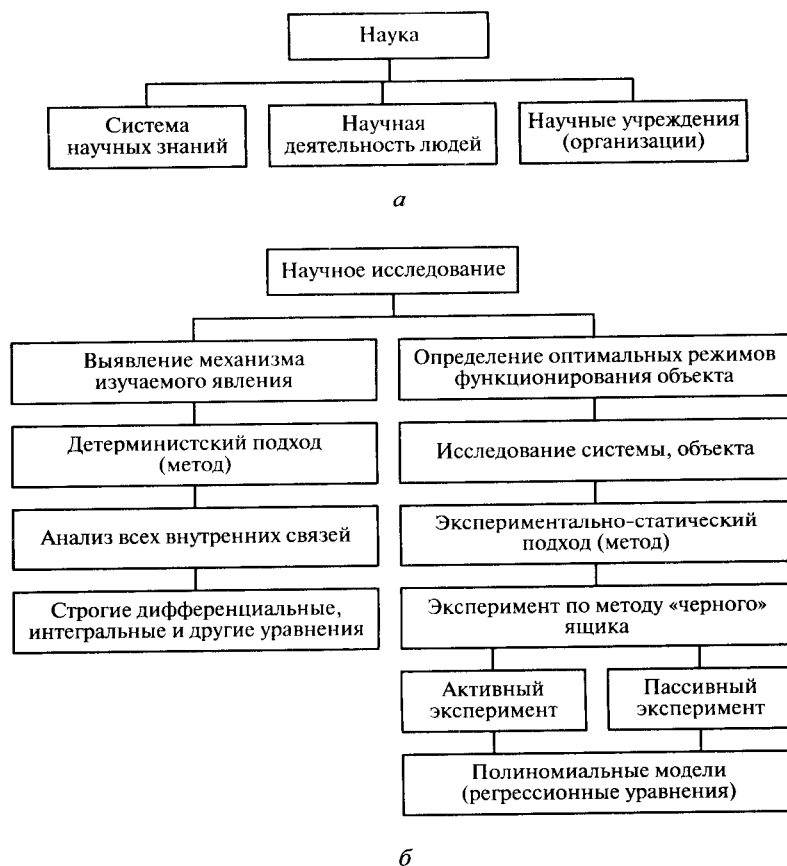 Наука
Система
научных знаний
Научная
деятельность людей
Научные учреждения
(организации)
а
Научное исследование
Выявление механизма
изучаемого явления
Детерминистский подход
(метод)
Анализ всех внутренних связей
Строгие дифференциальные,
интегральные и другие уравнения
Определение оптимальных режимов
функционирования объекта
Исследование системы, объекта
Экспериментально-статический
подход (метод)
Эксперимент по методу «черного»
ящика
Активный
эксперимент
Пассивный
эксперимент
Полиномиальные модели
(регрессионные уравнения)
б